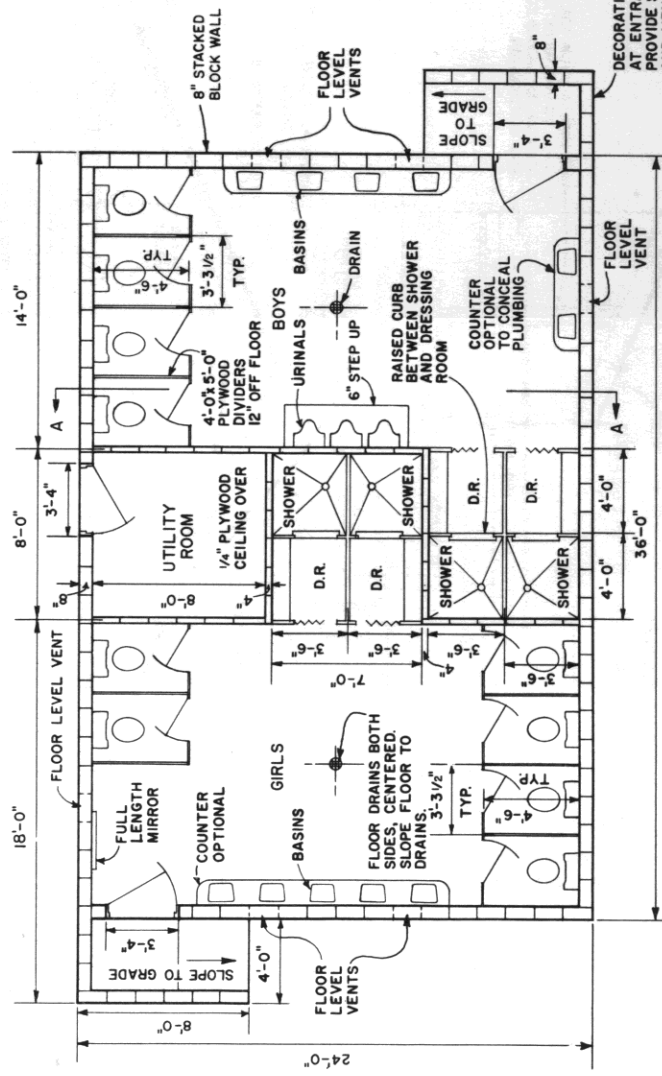 18'-0"
8'-0"
14'-0"
FLOOR LEVEL VENT
3'-4"
8"
8" STACKED
BLOCK WALL
FULL
LENGTH
MIRROR
COUNTER
OPTIONAL
3'-4"
SLOPE TO GRADE
4'-0"
8'-0"
24'-0"
BASINS
FLOOR
LEVEL
VENTS
GIRLS
FLOOR DRAINS BOTH
SIDES, CENTERED.
SLOPE FLOOR TO
DRAINS.
3'-3½"
TYP.
TYP.
4'-6"
UTILITY
ROOM
¼" PLYWOOD
CEILING OVER
8'-0"
4"
SHOWER
SHOWER
D.R.
D.R.
3'-6"
3'-6"
7'-0"
4"
3'-6"
3'-6"
SHOWER
SHOWER
D.R.
D.R.
4'-0"
4'-0"
36'-0"
A
A
4'-0"x5'-0"
PLYWOOD
DIVIDERS
12" OFF FLOOR
TYP.
4'-6"
3'-3½"
TYP.
BOYS
URINALS
6" STEP UP
DRAIN
BASINS
RAISED CURB
BETWEEN SHOWER
AND DRESSING
ROOM
COUNTER
OPTIONAL
TO CONCEAL
PLUMBING
FLOOR
LEVEL
VENTS
FLOOR
LEVEL
VENT
SLOPE
TO
GRADE
3'-4"
8"
DECORATI
AT ENTRA
PROVIDE S